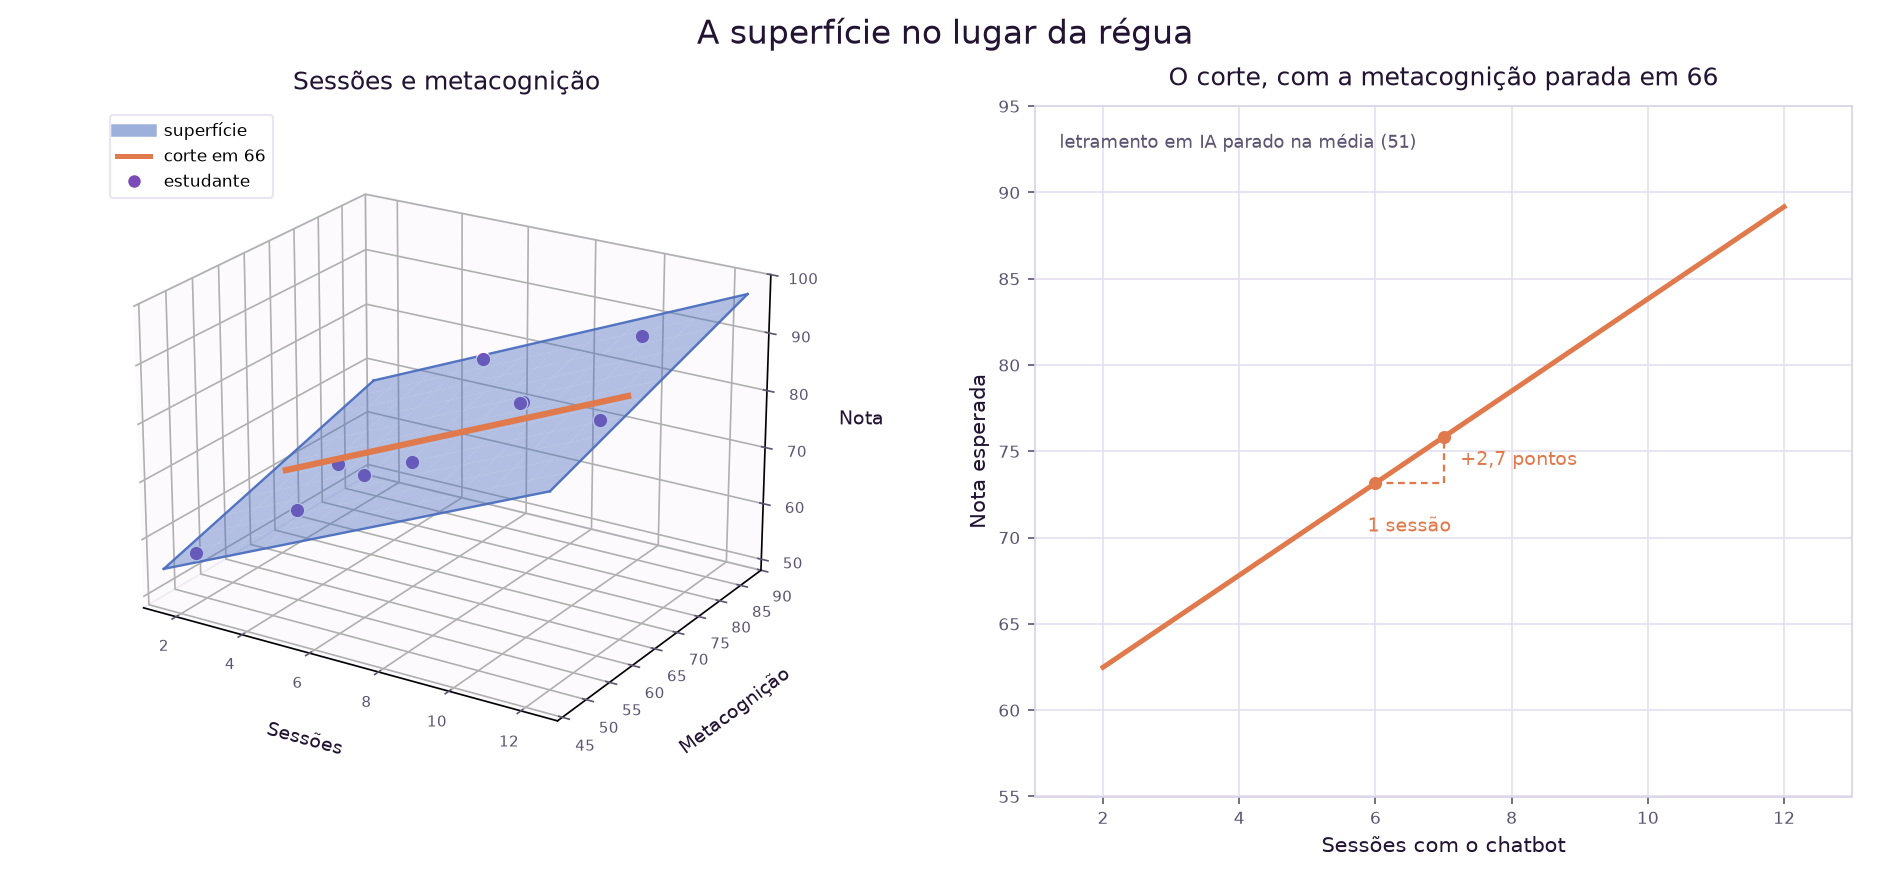 A superfície no lugar da régua
Sessões e metacognição
superfície
corte em 66
estudante
100
90
80
70
60
50
Nota
2
4
6
8
10
12
Sessões
45
50
55
60
65
70
75
80
85
90
Metacognição
O corte, com a metacognição parada em 66
letramento em IA parado na média (51)
95
90
85
80
75
70
65
60
55
Nota esperada
+2,7 pontos
1 sessão
2
4
6
8
10
12
Sessões com o chatbot